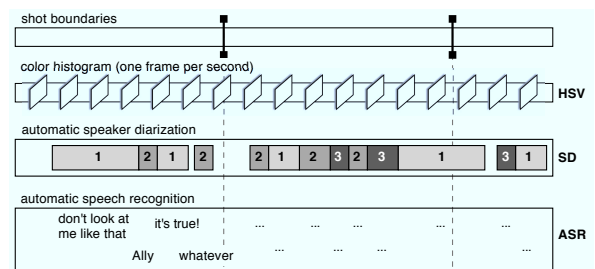 shot boundaries
color histogram (one frame per second)
HSV
automatic speaker diarization
1 2 1 2 2 1 2 3 2 3 1 3 1
SD
automatic speech recognition
don't look at
me like that
it's true!
... ... ... ... ...
ASR
Ally whatever ... ... ... ...